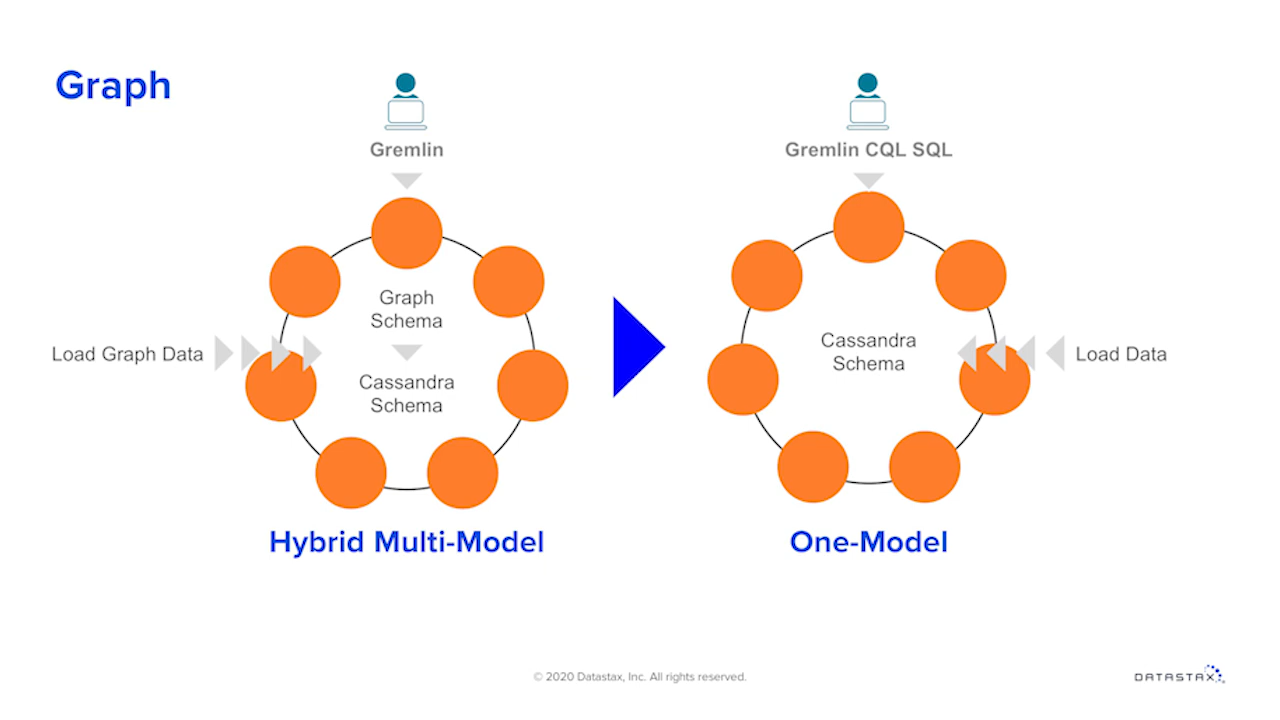 Graph
Gremlin
Gremlin CQL SQL
Graph
Schema
Cassandra
Schema
Load Graph Data
Cassandra
Schema
Load Data
Hybrid Multi-Model
One-Model
© 2020 Datastax, Inc. All rights reserved.
DATASTAX